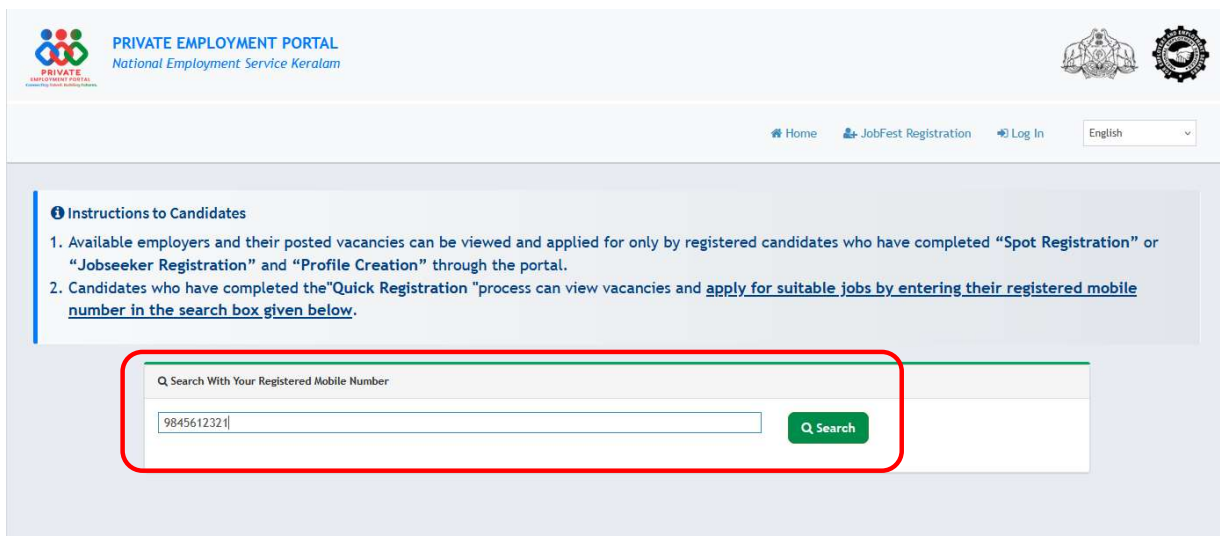 PRIVATE EMPLOYMENT PORTAL
National Employment Service Keralam
PRIVATE
EMPLOYMENT PORTAL
Home
JobFest Registration
Log In
English
Instructions to Candidates
1. Available employers and their posted vacancies can be viewed and applied for only by registered candidates who have completed “Spot Registration” or
“Jobseeker Registration” and “Profile Creation” through the portal.
2. Candidates who have completed the"Quick Registration "process can view vacancies and apply for suitable jobs by entering their registered mobile
number in the search box given below.
Search With Your Registered Mobile Number
9845612321
Search